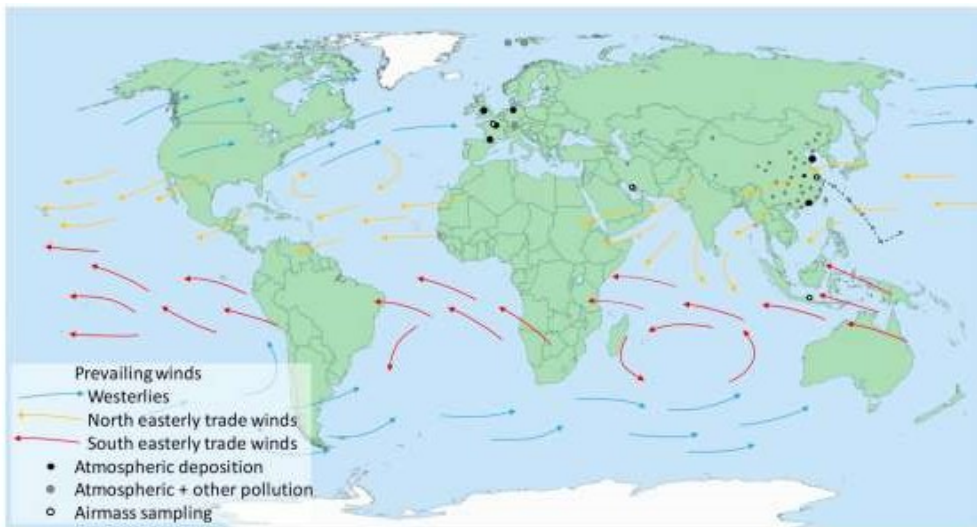 Prevailing winds
Westerlies
North easterly trade winds
South easterly trade winds
Atmospheric deposition
Atmospheric + other pollution
Airmass sampling